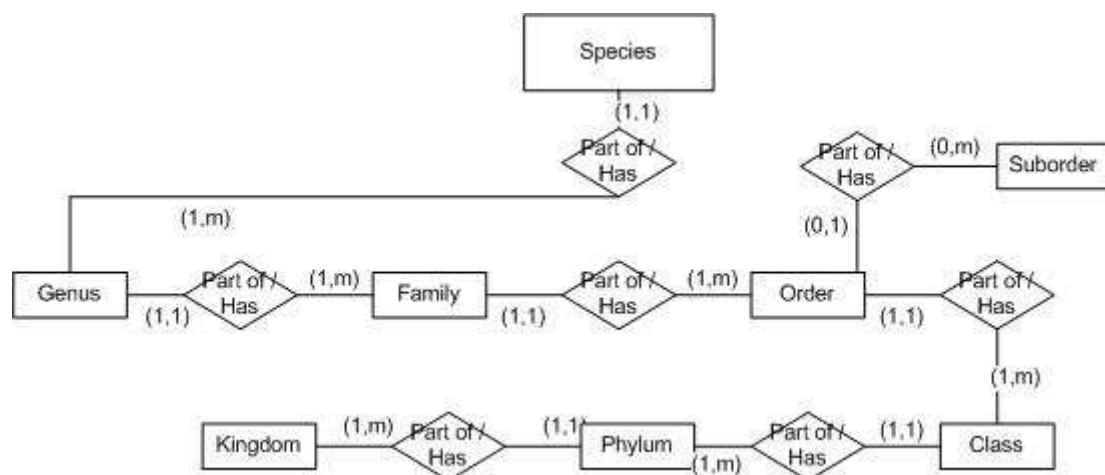 Species
(1,1)
Part of /
Has
(1,m)
Part of /
Has
(0,m)
Suborder
(0,1)
Genus
(1,1)
Part of /
Has
(1,m)
Family
(1,1)
Part of /
Has
(1,m)
Order
(1,1)
Part of /
Has
(1,m)
Kingdom
(1,m)
Part of /
Has
(1,1)
Phylum
(1,m)
Part of /
Has
(1,1)
Class